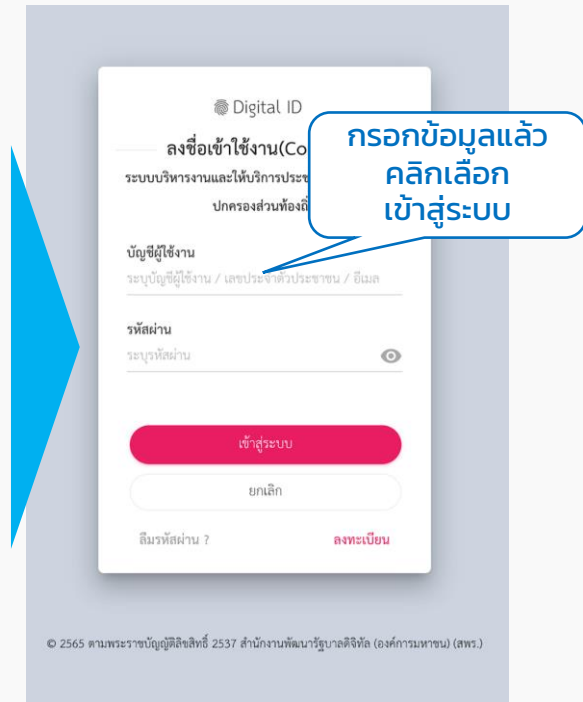 Digital ID
ลงชื่อเข้าใช้งาน(Co
ระบบบริหารงานและให้บริการประช
ปกครองส่วนท้องถิ่
กรอกข้อมูลแล้ว
คลิกเลือก
เข้าสู่ระบบ
บัญชีผู้ใช้งาน
ระบุบัญชีผู้ใช้งาน / เลขประจำตัวประชาชน / อีเมล
รหัสผ่าน
ระบุรหัสผ่าน
เข้าสู่ระบบ
ยกเลิก
ลืมรหัสผ่าน ? ลงทะเบียน
© 2565 ตามพระราชบัญญัติลิขสิทธิ์ 2537 สำนักงานพัฒนารัฐบาลดิจิทัล (องค์การมหาชน) (สพร.)